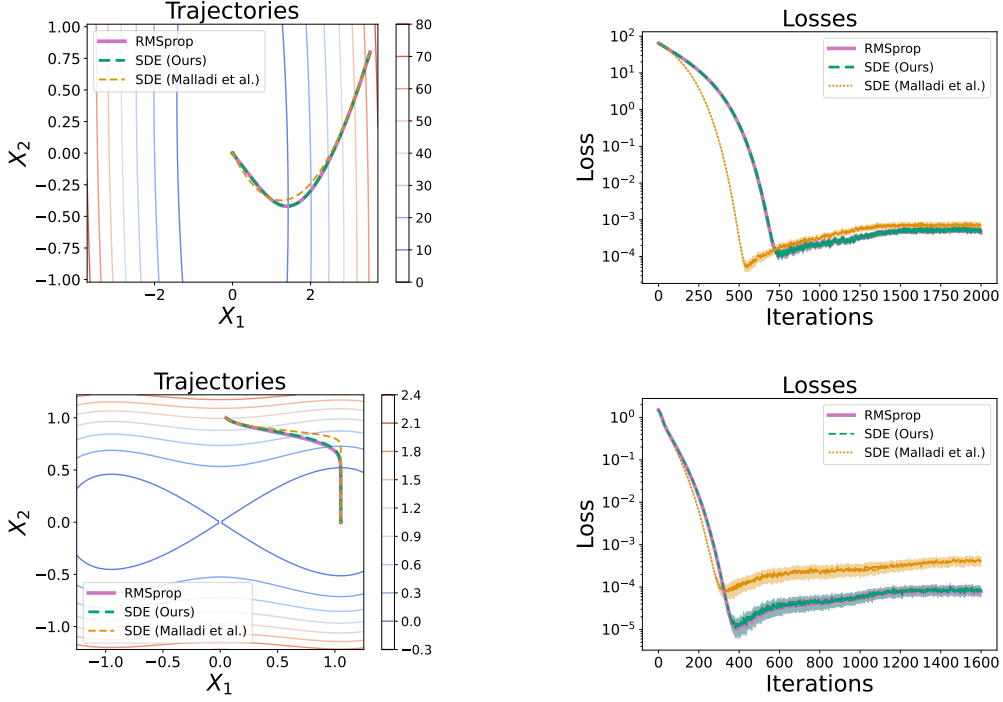 Trajectories
1.00
0.75
0.50
0.25
0.00
−0.25
−0.50
−0.75
−1.00
X2
RMSprop
SDE (Ours)
SDE (Malladi et al.)
−2
0
2
X1
80
70
60
50
40
30
20
10
0
Losses
10^2
10^1
10^0
10^−1
10^−2
10^−3
10^−4
Loss
RMSprop
SDE (Ours)
SDE (Malladi et al.)
0 250 500 750 1000 1250 1500 1750 2000
Iterations
Trajectories
1.0
0.5
0.0
−0.5
−1.0
X2
RMSprop
SDE (Ours)
SDE (Malladi et al.)
−1.0 −0.5 0.0 0.5 1.0
X1
2.4
2.1
1.8
1.5
1.2
0.9
0.6
0.3
0.0
−0.3
Losses
10^0
10^−1
10^−2
10^−3
10^−4
10^−5
Loss
RMSprop
SDE (Ours)
SDE (Malladi et al.)
0 200 400 600 800 1000 1200 1400 1600
Iterations